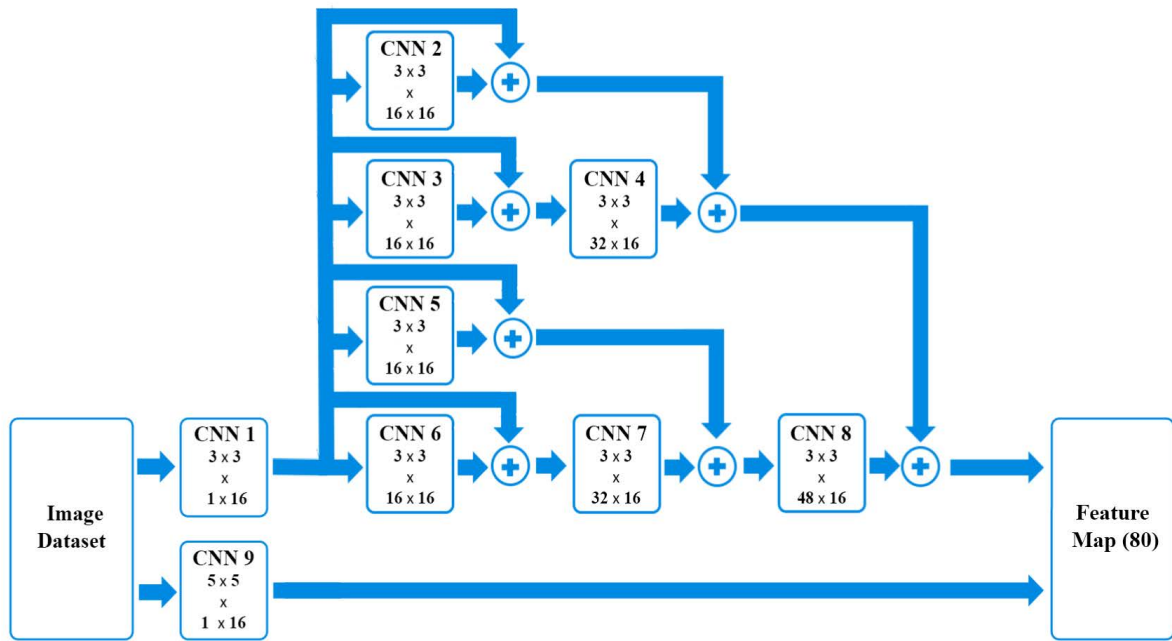 CNN 2
3 x 3
x
16 x 16
CNN 3
3 x 3
x
16 x 16
CNN 4
3 x 3
x
32 x 16
CNN 5
3 x 3
x
16 x 16
Image
Dataset
CNN 1
3 x 3
x
1 x 16
CNN 6
3 x 3
x
16 x 16
CNN 7
3 x 3
x
32 x 16
CNN 8
3 x 3
x
48 x 16
CNN 9
5 x 5
x
1 x 16
Feature
Map (80)